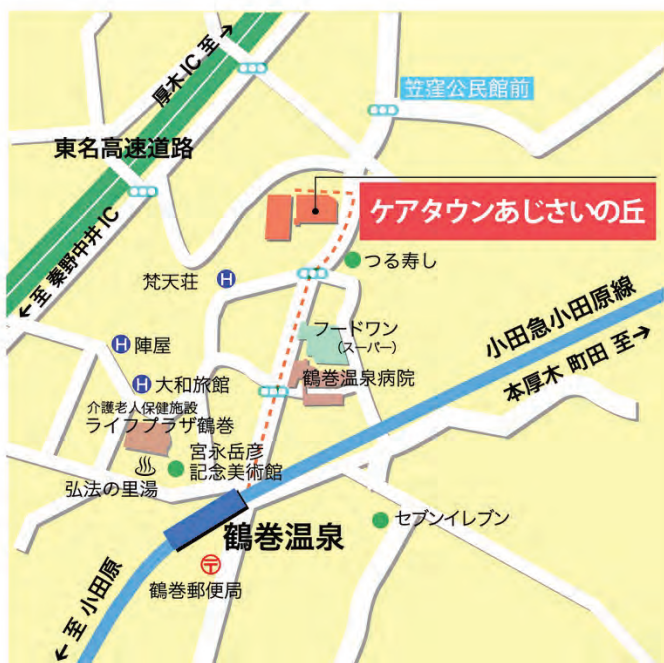 厚木IC 至→
笠窪公民館前
東名高速道路
ケアタウンあじさいの丘
←至 秦野中井IC
つる寿し
梵天荘
H
小田急小田原線
フードワン
(スーパー)
本厚木 町田 至→
H
陣屋
鶴巻温泉病院
H
大和旅館
介護老人保健施設
ライフプラザ鶴巻
宮永岳彦
記念美術館
弘法の里湯
セブンイレブン
鶴巻温泉
〒
鶴巻郵便局
←至 小田原